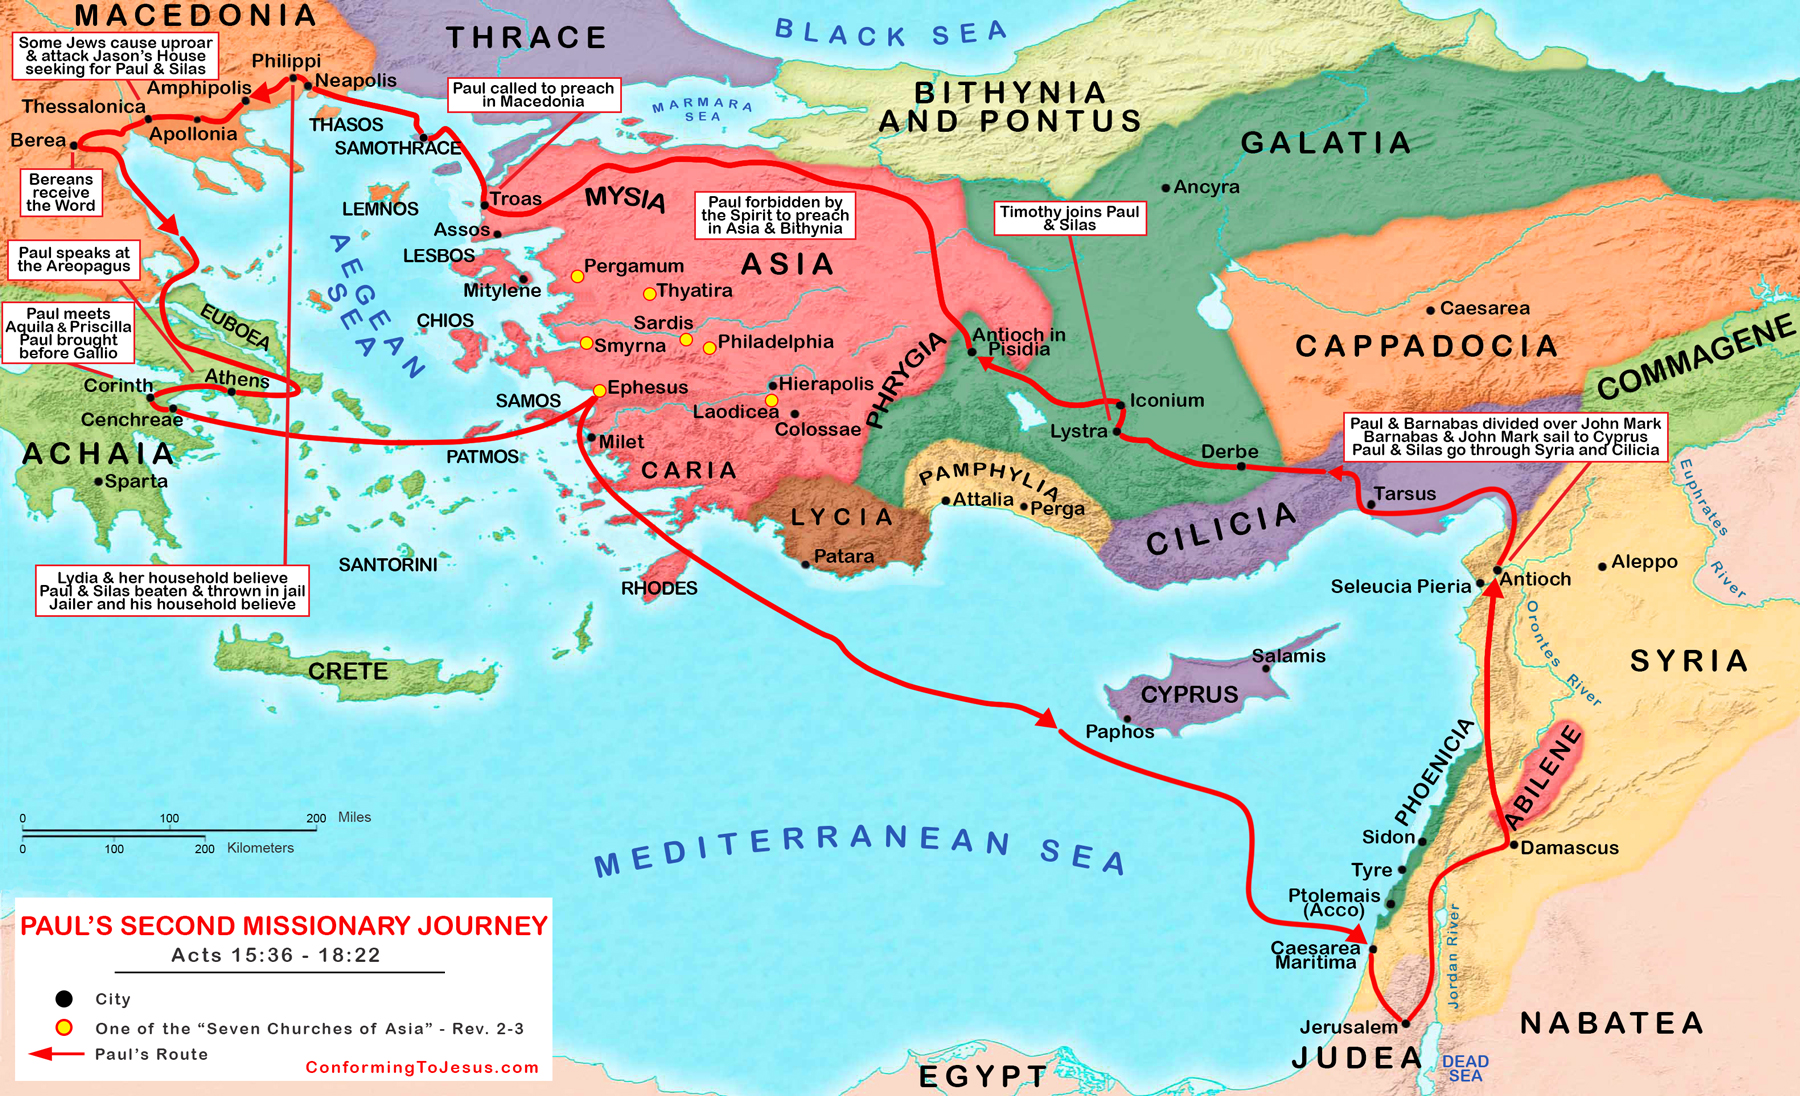 MACEDONIA
THRACE
BLACK SEA
Some Jews cause uproar
& attack Jason's House
seeking for Paul & Silas
Philippi
Neapolis
Amphipolis
Thessalonica
Apollonia
Berea
THASOS
SAMOTHRACE
Paul called to preach
in Macedonia
MARMARA
SEA
BITHYNIA
AND PONTUS
GALATIA
Ancyra
Bereans
receive
the Word
Troas
MYSIA
Paul forbidden by
the Spirit to preach
in Asia & Bithynia
Timothy joins Paul
& Silas
LEMNOS
Assos
LESBOS
Mitylene
AEGEAN
SEA
Paul speaks at
the Areopagus
Pergamum
ASIA
Thyatira
Sardis
Smyrna
Philadelphia
CHIOS
EUBOEA
Paul meets
Aquila & Priscilla
Paul brought
before Gallio
Antioch in
Pisidia
PHRYGIA
Caesarea
CAPPADOCIA
COMMAGENE
Corinth
Athens
Cenchreae
SAMOS
Ephesus
Hierapolis
Laodicea
Colossae
Iconium
Lystra
Derbe
Paul & Barnabas divided over John Mark
Barnabas & John Mark sail to Cyprus
Paul & Silas go through Syria and Cilicia
ACHAIA
Sparta
PATMOS
Milet
CARIA
PAMPHYLIA
Attalia
Perga
LYCIA
Patara
CILICIA
Tarsus
Euphrates
River
SANTORINI
RHODES
Lydia & her household believe
Paul & Silas beaten & thrown in jail
Jailer and his household believe
Seleucia Pieria
Antioch
Aleppo
Orontes
River
SYRIA
CRETE
Salamis
CYPRUS
Paphos
PHOENICIA
ABILENE
Sidon
Damascus
Tyre
Ptolemais
(Acco)
MEDITERRANEAN SEA
0 100 200 Miles
0 100 200 Kilometers
Caesarea
Maritima
Jordan River
Jerusalem
JUDEA
DEAD
SEA
NABATEA
EGYPT
PAUL'S SECOND MISSIONARY JOURNEY
Acts 15:36 - 18:22
City
One of the “Seven Churches of Asia” - Rev. 2-3
Paul's Route
ConformingToJesus.com